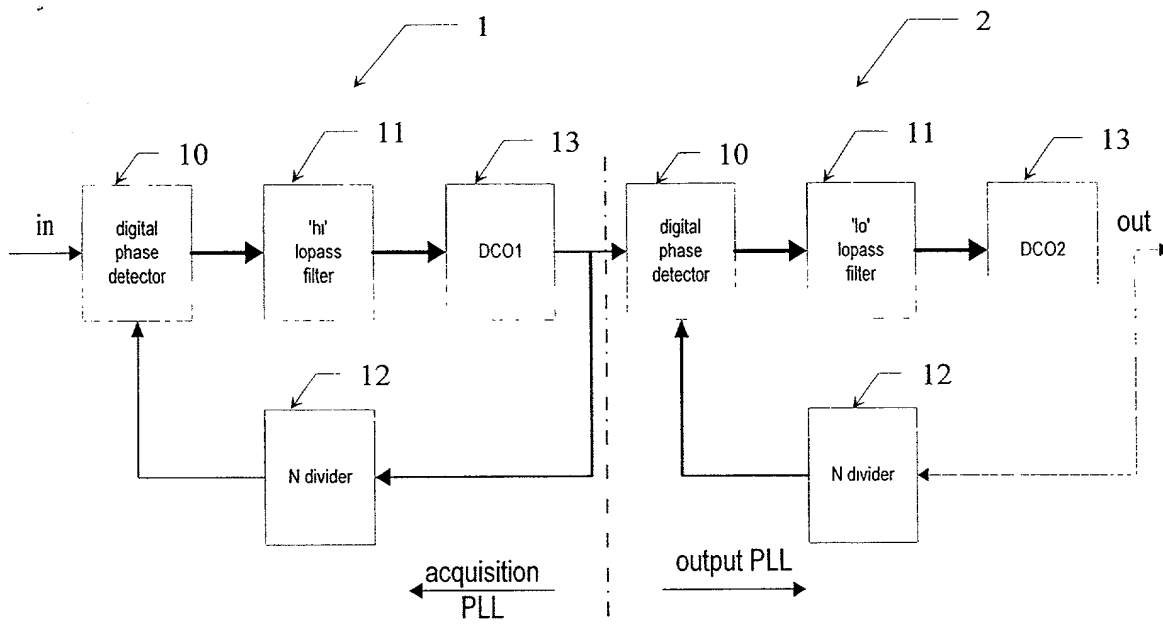 1
2
10
11
13
10
11
13
in
digital
phase
detector
'hı'
lopass
filter
DCO1
digital
phase
detector
'lo'
lopass
filter
DCO2
out
12
12
N divider
N divider
acquisition
PLL
output PLL